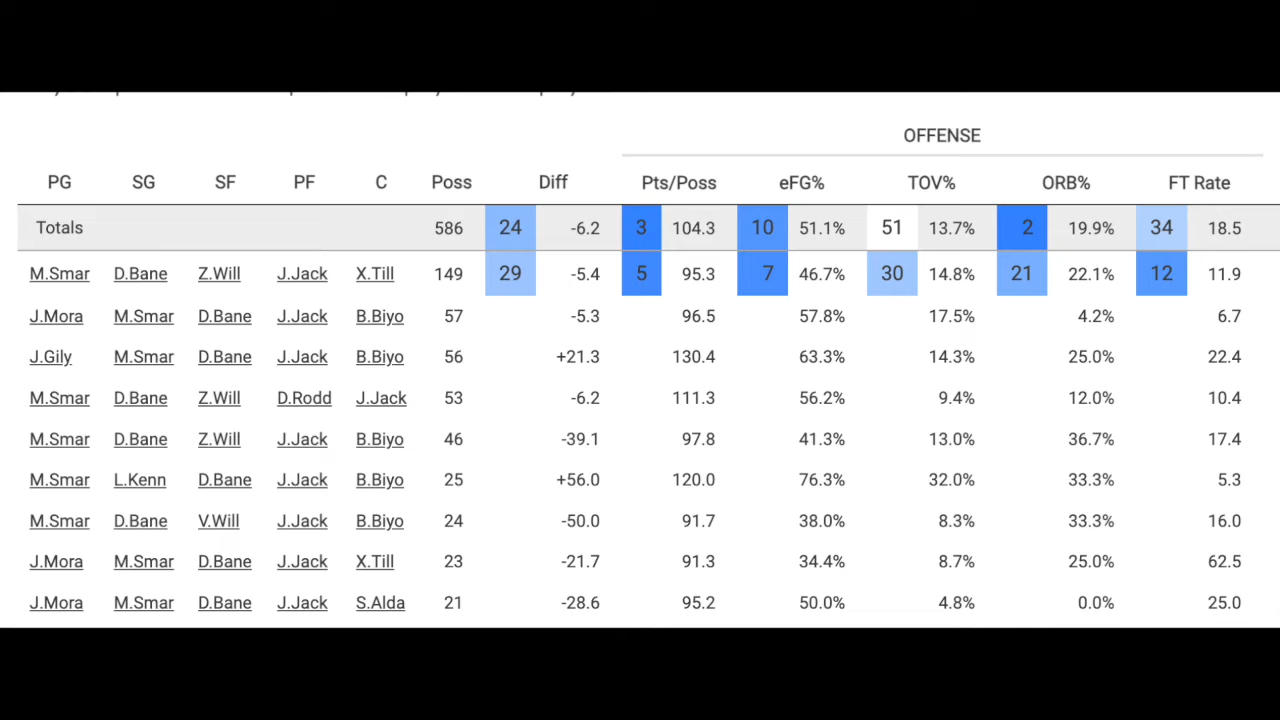 OFFENSE
PG SG SF PF C Poss Diff Pts/Poss eFG% TOV% ORB% FT Rate
Totals 586 24 -6.2 3 104.3 10 51.1% 51 13.7% 2 19.9% 34 18.5
M.Smar D.Bane Z.Will J.Jack X.Till 149 29 -5.4 5 95.3 7 46.7% 30 14.8% 21 22.1% 12 11.9
J.Mora M.Smar D.Bane J.Jack B.Biyo 57 -5.3 96.5 57.8% 17.5% 4.2% 6.7
J.Gily M.Smar D.Bane J.Jack B.Biyo 56 +21.3 130.4 63.3% 14.3% 25.0% 22.4
M.Smar D.Bane Z.Will D.Rodd J.Jack 53 -6.2 111.3 56.2% 9.4% 12.0% 10.4
M.Smar D.Bane Z.Will J.Jack B.Biyo 46 -39.1 97.8 41.3% 13.0% 36.7% 17.4
M.Smar L.Kenn D.Bane J.Jack B.Biyo 25 +56.0 120.0 76.3% 32.0% 33.3% 5.3
M.Smar D.Bane V.Will J.Jack B.Biyo 24 -50.0 91.7 38.0% 8.3% 33.3% 16.0
J.Mora M.Smar D.Bane J.Jack X.Till 23 -21.7 91.3 34.4% 8.7% 25.0% 62.5
J.Mora M.Smar D.Bane J.Jack S.Alda 21 -28.6 95.2 50.0% 4.8% 0.0% 25.0